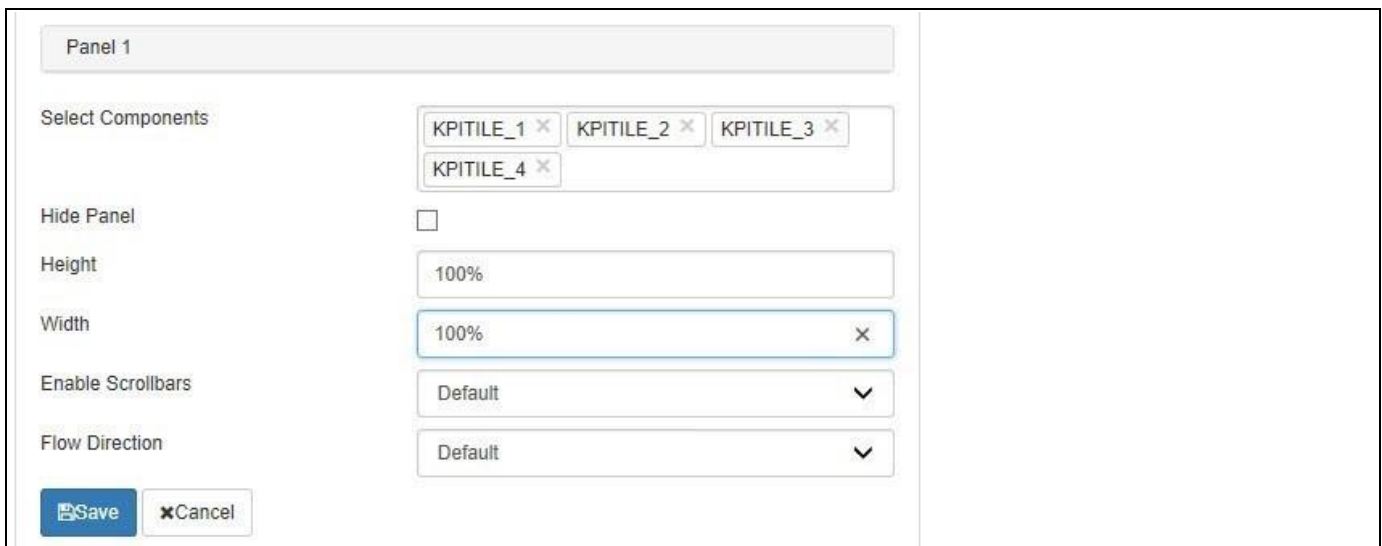 Panel 1
Select Components
KPITILE_1 × KPITILE_2 × KPITILE_3 ×
KPITILE_4 ×
Hide Panel
Height
100%
Width
100% ×
Enable Scrollbars
Default
Flow Direction
Default
Save ×Cancel